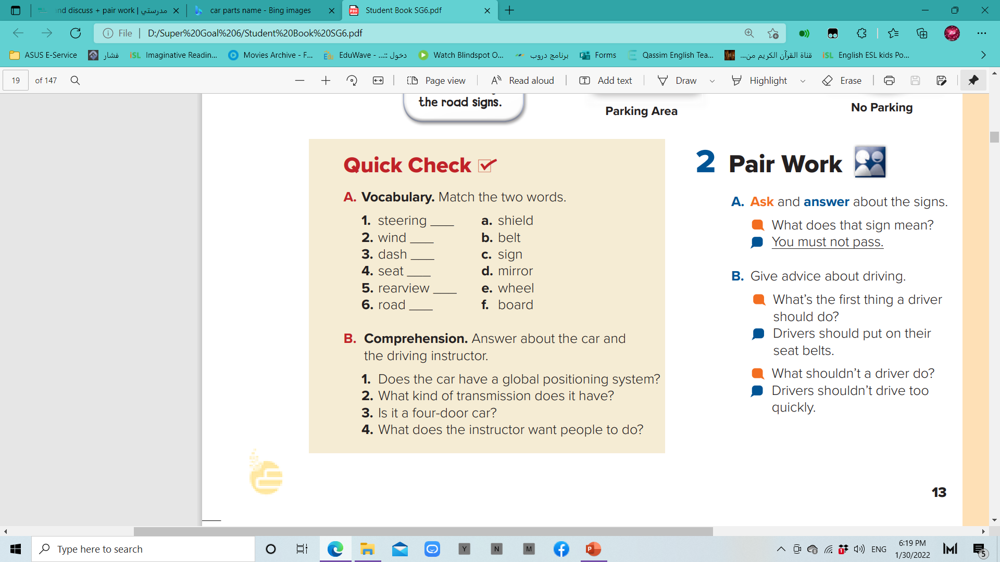 nd discuss + pair work | مدرستي
car parts name - Bing images
Student Book SG6.pdf
File
D:/Super%20Goal%206/Student%20Book%20SG6.pdf
ASUS E-Service
فشار
iSL Imaginative Readin...
Movies Archive - F...
EduWave - ...:: دخول
Watch Blindspot O...
برنامج دروب
Forms
Qassim English Tea...
قناة القرآن الكريم من...
iSL English ESL kids Po...
19 of 147
Page view
Read aloud
Add text
Draw
Highlight
Erase
the road signs.
Parking Area
No Parking
Quick Check
A. Vocabulary. Match the two words.
1. steering ____ a. shield
2. wind ____ b. belt
3. dash ____ c. sign
4. seat ____ d. mirror
5. rearview ____ e. wheel
6. road ____ f. board
B. Comprehension. Answer about the car and
the driving instructor.
1. Does the car have a global positioning system?
2. What kind of transmission does it have?
3. Is it a four-door car?
4. What does the instructor want people to do?
2 Pair Work
A. Ask and answer about the signs.
What does that sign mean?
You must not pass.
B. Give advice about driving.
What's the first thing a driver
should do?
Drivers should put on their
seat belts.
What shouldn't a driver do?
Drivers shouldn't drive too
quickly.
13
Type here to search
Y
N
M
P
1
ENG
6:19 PM
1/30/2022
5